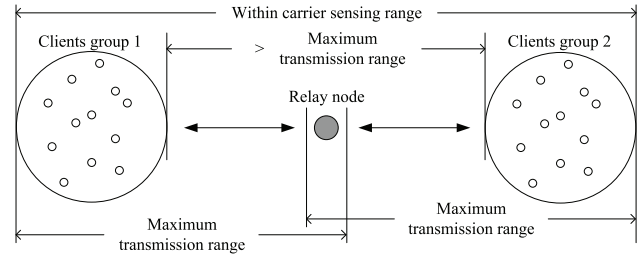 Within carrier sensing range
Clients group 1
> Maximum
transmission range
Clients group 2
Relay node
Maximum
transmission range
Maximum
transmission range